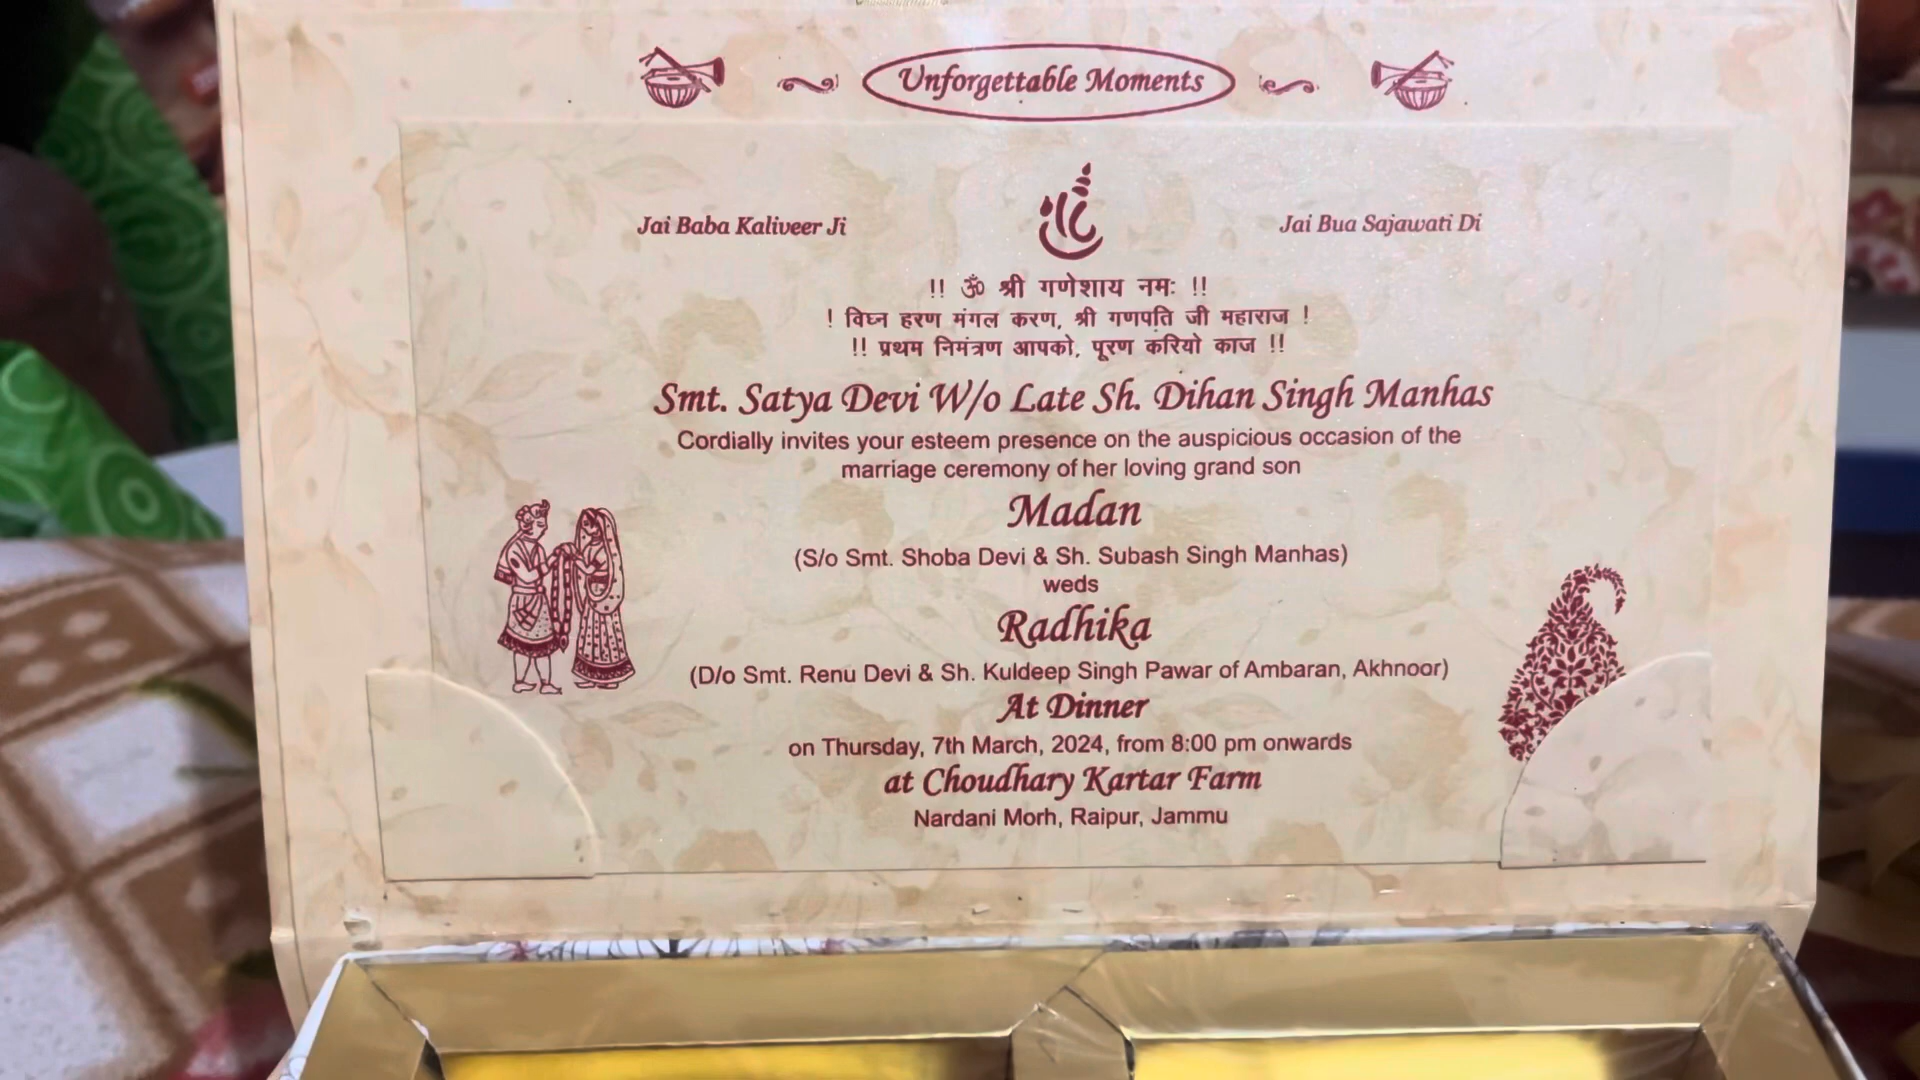 Unforgettable Moments
Jai Baba Kaliveer Ji
Jai Bua Sajawati Di
!! ॐ श्री गणेशाय नमः !!
! विघ्न हरण मंगल करण, श्री गणपति जी महाराज !
!! प्रथम निमंत्रण आपको, पूरण करियो काज !!
Smt. Satya Devi W/o Late Sh. Dihan Singh Manhas
Cordially invites your esteem presence on the auspicious occasion of the
marriage ceremony of her loving grand son
Madan
(S/o Smt. Shoba Devi & Sh. Subash Singh Manhas)
weds
Radhika
(D/o Smt. Renu Devi & Sh. Kuldeep Singh Pawar of Ambaran, Akhnoor)
At Dinner
on Thursday, 7th March, 2024, from 8:00 pm onwards
at Choudhary Kartar Farm
Nardani Morh, Raipur, Jammu